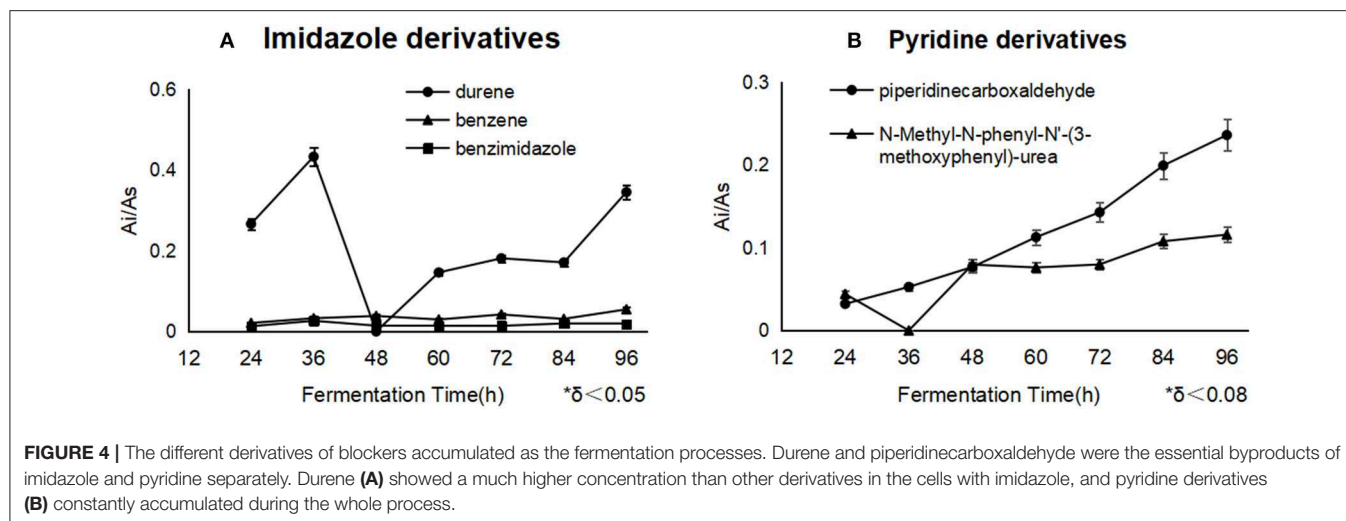 A Imidazole derivatives
0.6
0.4
0.2
0
Ai/As
durene
benzene
benzimidazole
12 24 36 48 60 72 84 96
Fermentation Time(h) *δ<0.05
B Pyridine derivatives
0.3
0.2
0.1
0
Ai/As
piperidinecarboxaldehyde
N-Methyl-N-phenyl-N'-(3-
methoxyphenyl)-urea
12 24 36 48 60 72 84 96
Fermentation Time(h) *δ<0.08
FIGURE 4 | The different derivatives of blockers accumulated as the fermentation processes. Durene and piperidinecarboxaldehyde were the essential byproducts of
imidazole and pyridine separately. Durene (A) showed a much higher concentration than other derivatives in the cells with imidazole, and pyridine derivatives
(B) constantly accumulated during the whole process.